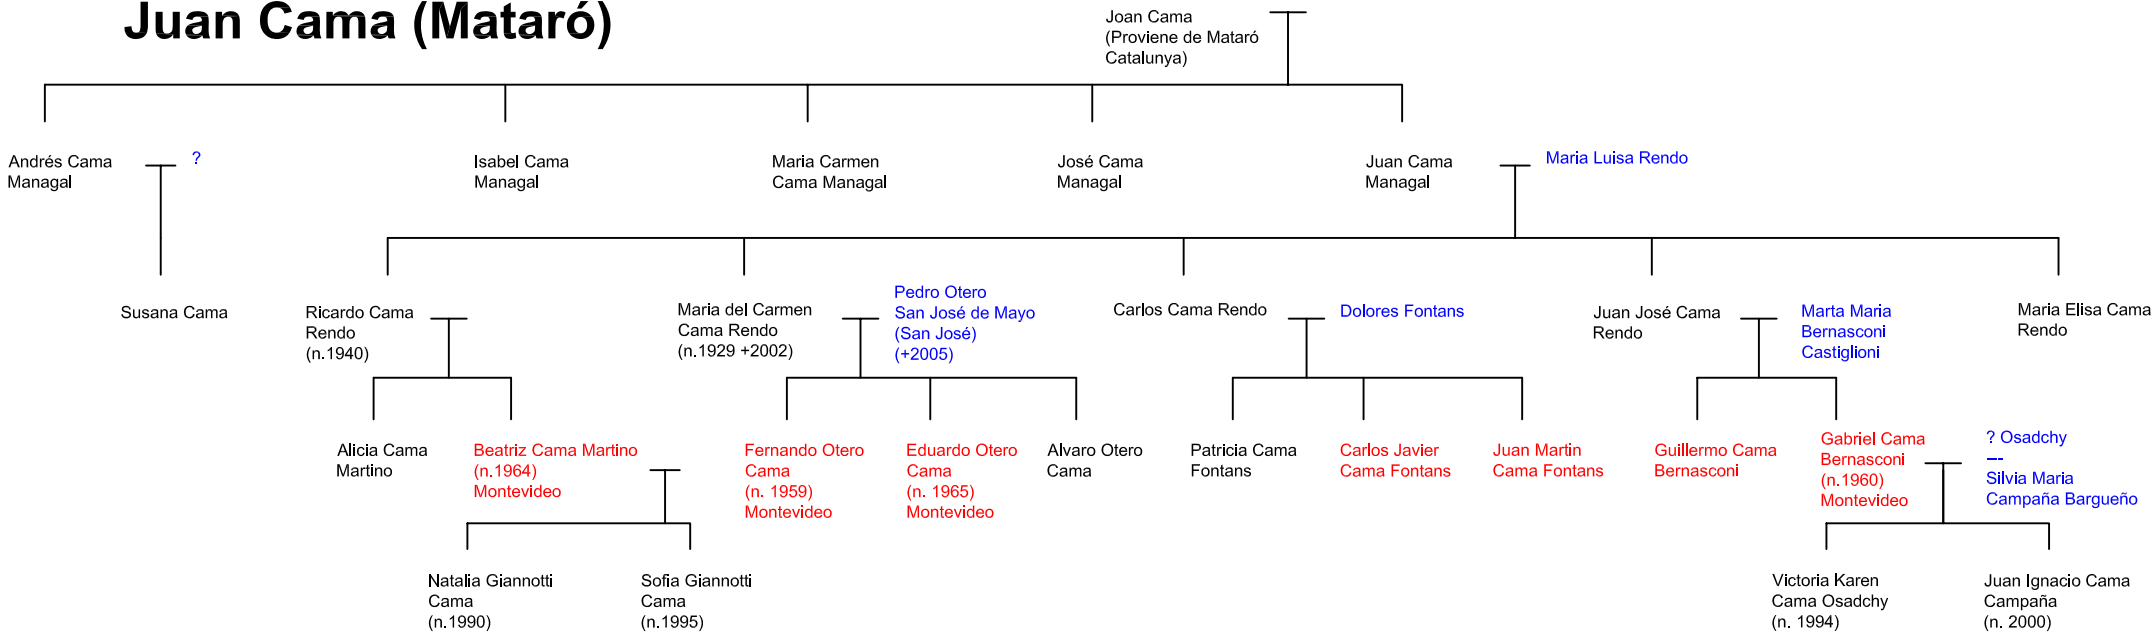 Juan Cama (Mataró)
Joan Cama
(Proviene de Mataró
Catalunya)
Andrés Cama
Managal
?
Isabel Cama
Managal
Maria Carmen
Cama Managal
José Cama
Managal
Juan Cama
Managal
Maria Luisa Rendo
Susana Cama
Ricardo Cama
Rendo
(n.1940)
Maria del Carmen
Cama Rendo
(n.1929 +2002)
Pedro Otero
San José de Mayo
(San José)
(+2005)
Carlos Cama Rendo
Dolores Fontans
Juan José Cama
Rendo
Marta Maria
Bernasconi
Castiglioni
Maria Elisa Cama
Rendo
Alicia Cama
Martino
Beatriz Cama Martino
(n.1964)
Montevideo
Fernando Otero
Cama
(n. 1959)
Montevideo
Eduardo Otero
Cama
(n. 1965)
Montevideo
Alvaro Otero
Cama
Patricia Cama
Fontans
Carlos Javier
Cama Fontans
Juan Martin
Cama Fontans
Guillermo Cama
Bernasconi
Gabriel Cama
Bernasconi
(n.1960)
Montevideo
? Osadchy
---
Silvia Maria
Campaña Bargueño
Natalia Giannotti
Cama
(n.1990)
Sofia Giannotti
Cama
(n.1995)
Victoria Karen
Cama Osadchy
(n. 1994)
Juan Ignacio Cama
Campaña
(n. 2000)